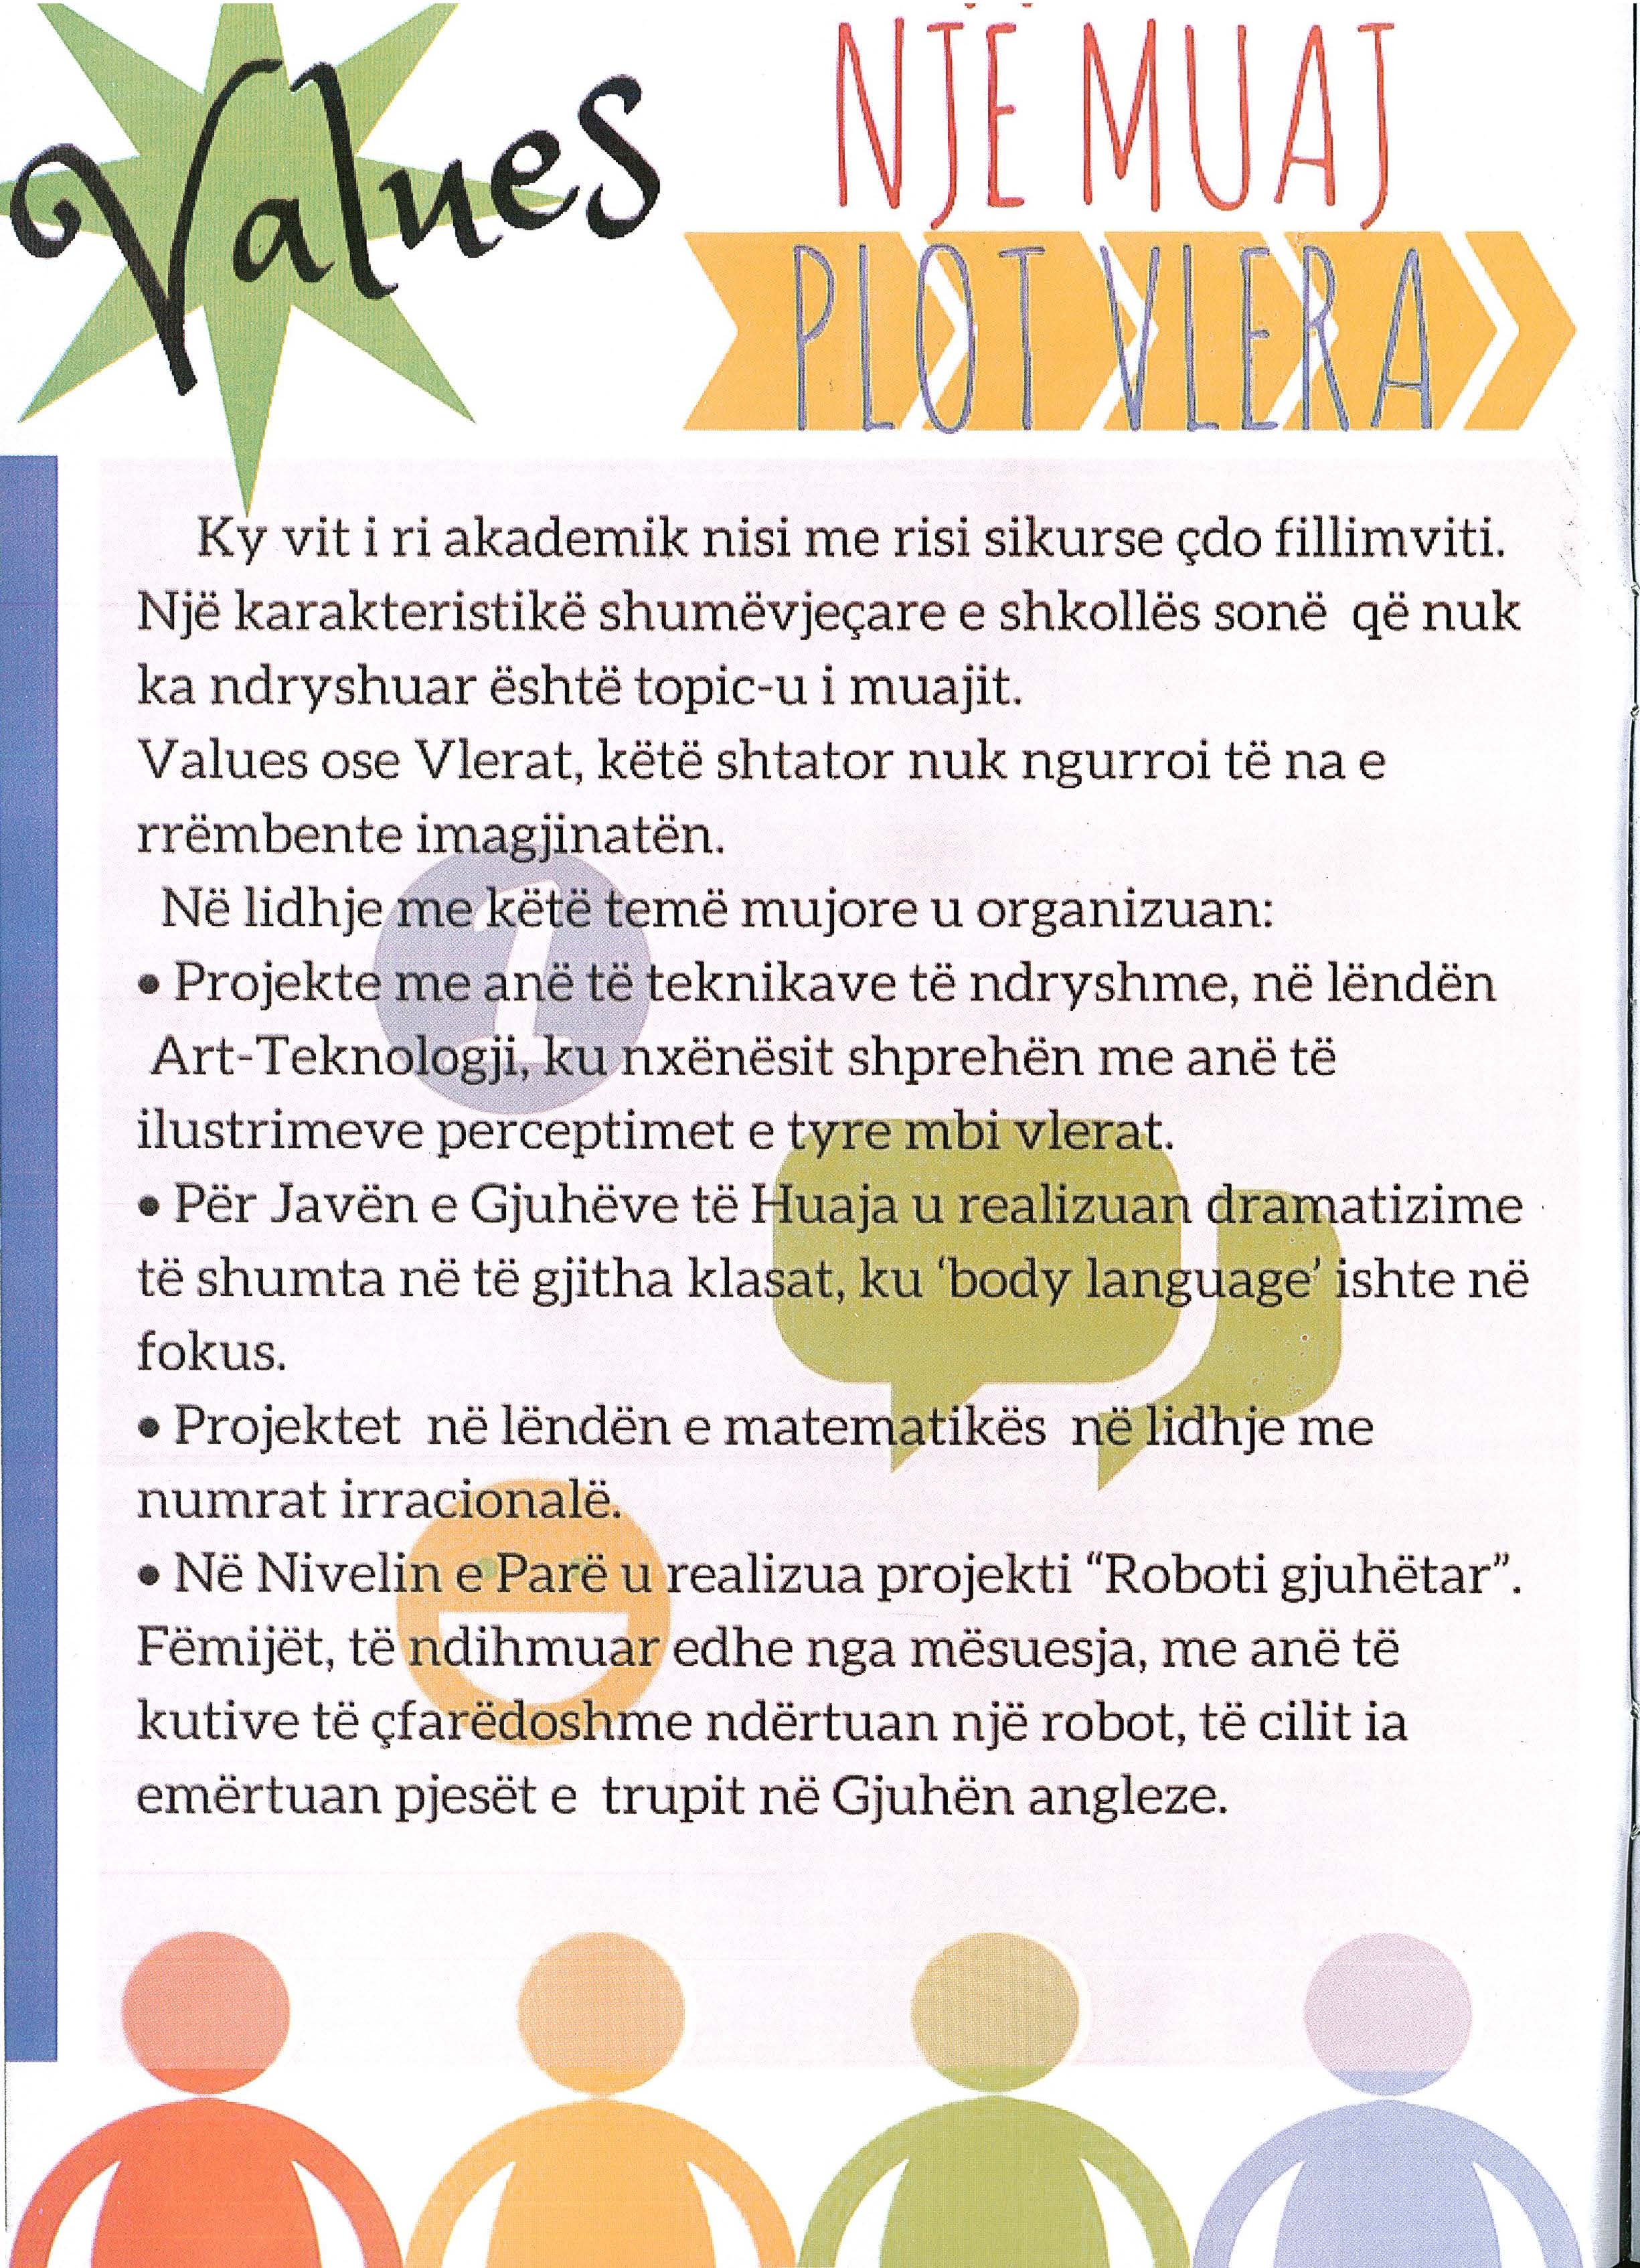 Values
NJË MUAJ
PLOT VLERA
Ky vit i ri akademik nisi me risi sikurse çdo fillimviti.
Një karakteristikë shumëvjeçare e shkollës sonë që nuk
ka ndryshuar është topic-u i muajit.
Values ose Vlerat, këtë shtator nuk ngurroi të na e
rrëmbente imagjinatën.
Në lidhje me këtë temë mujore u organizuan:
• Projekte me anë të teknikave të ndryshme, në lëndën
Art-Teknologji, ku nxënësit shprehën me anë të
ilustrimeve perceptimet e tyre mbi vlerat.
• Për Javën e Gjuhëve të Huaja u realizuan dramatizime
të shumta në të gjitha klasat, ku ‘body language’ ishte në
fokus.
• Projektet në lëndën e matematikës në lidhje me
numrat irracionalë.
• Në Nivelin e Parë u realizua projekti “Roboti gjuhëtar”.
Fëmijët, të ndihmuar edhe nga mësuesja, me anë të
kutive të çfarëdoshme ndërtuan një robot, të cilit ia
emërtuan pjesët e trupit në Gjuhën angleze.